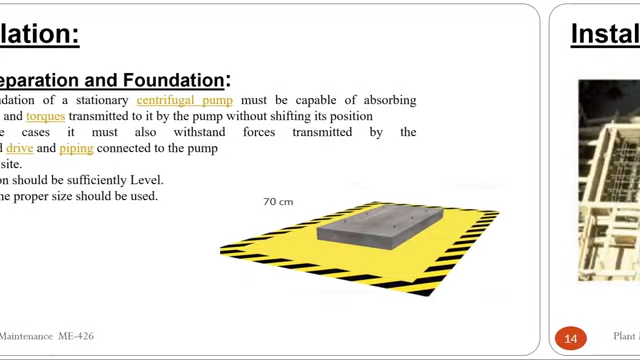 lation:
eparation and Foundation:
ndation of a stationary centrifugal pump must be capable of absorbing
and torques transmitted to it by the pump without shifting its position
e cases it must also withstand forces transmitted by the
d drive and piping connected to the pump
site.
on should be sufficiently Level.
he proper size should be used.
70 cm
Maintenance ME-426
Instal
14
Plant M